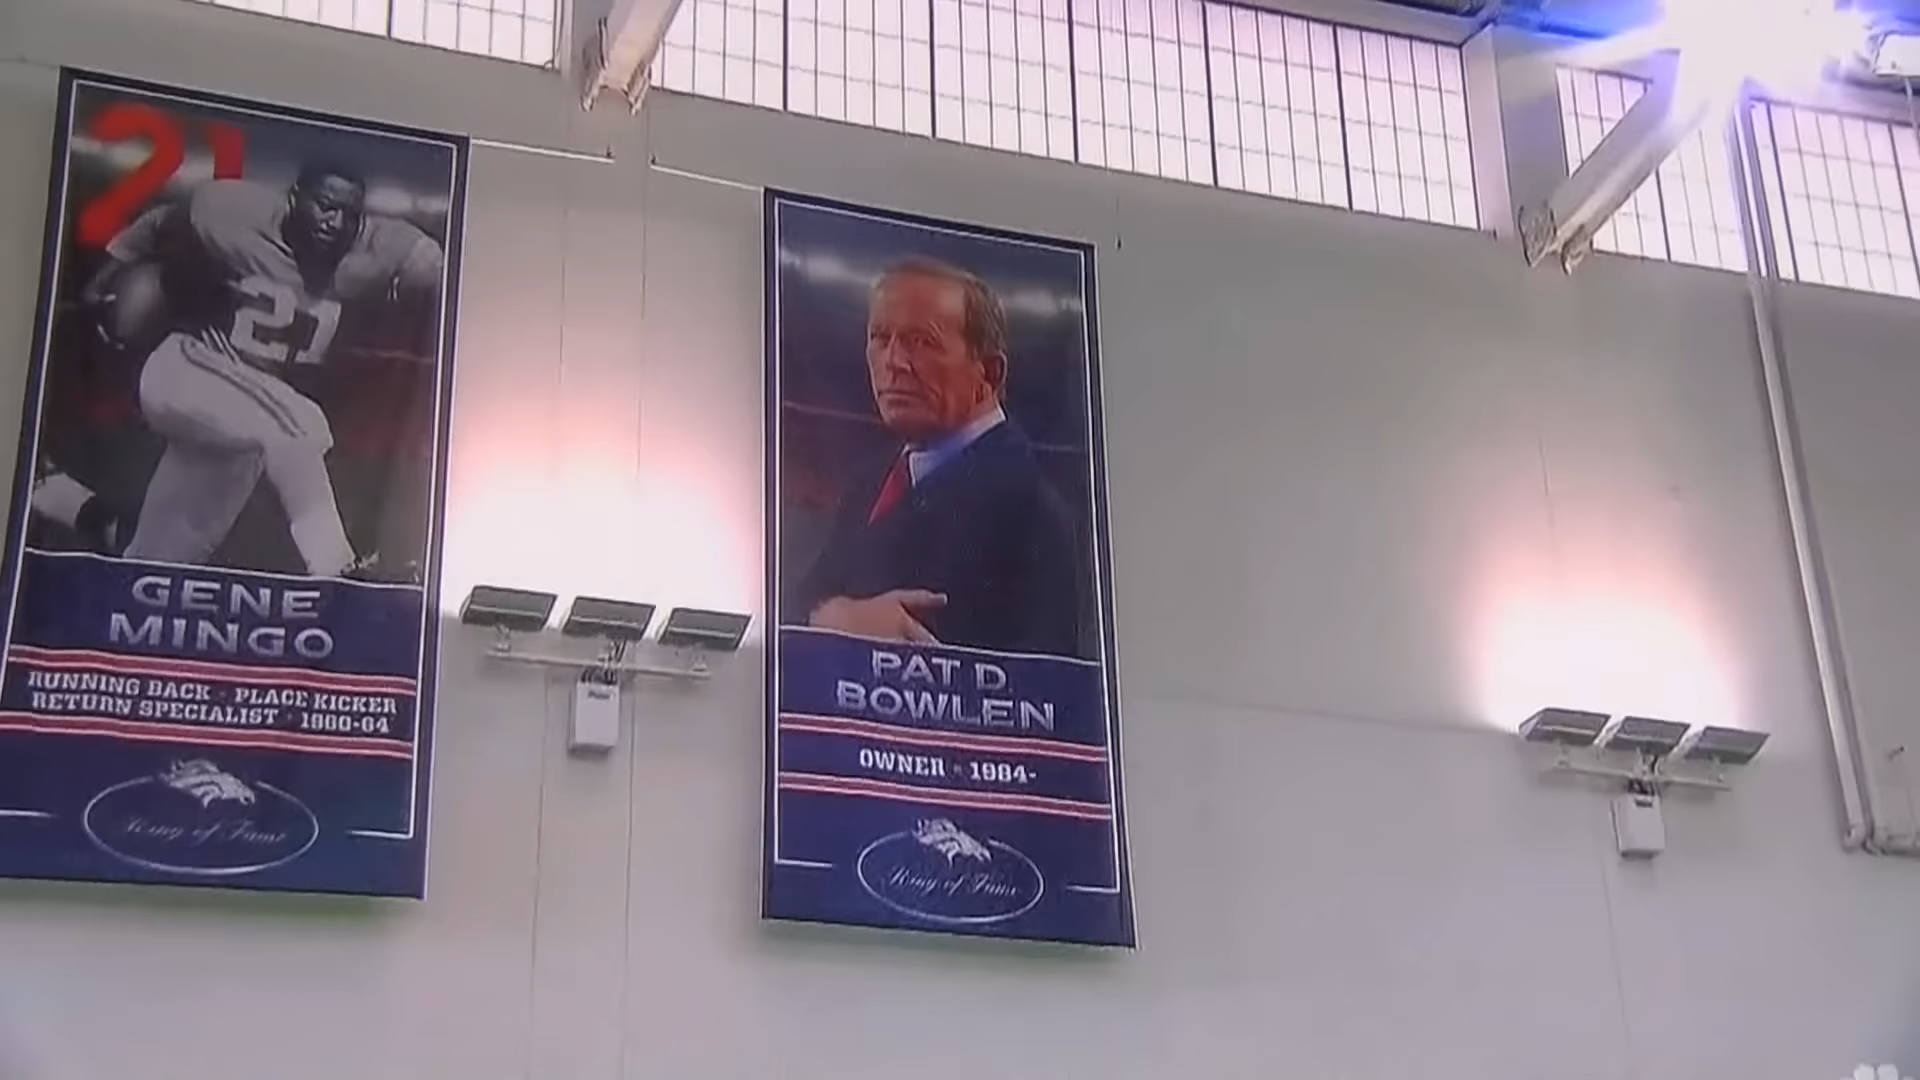 21
21
GENE
MINGO
RUNNING BACK · PLACE KICKER
RETURN SPECIALIST · 1960-64
Ring of Fame
PAT D.
BOWLEN
OWNER · 1984-
Ring of Fame